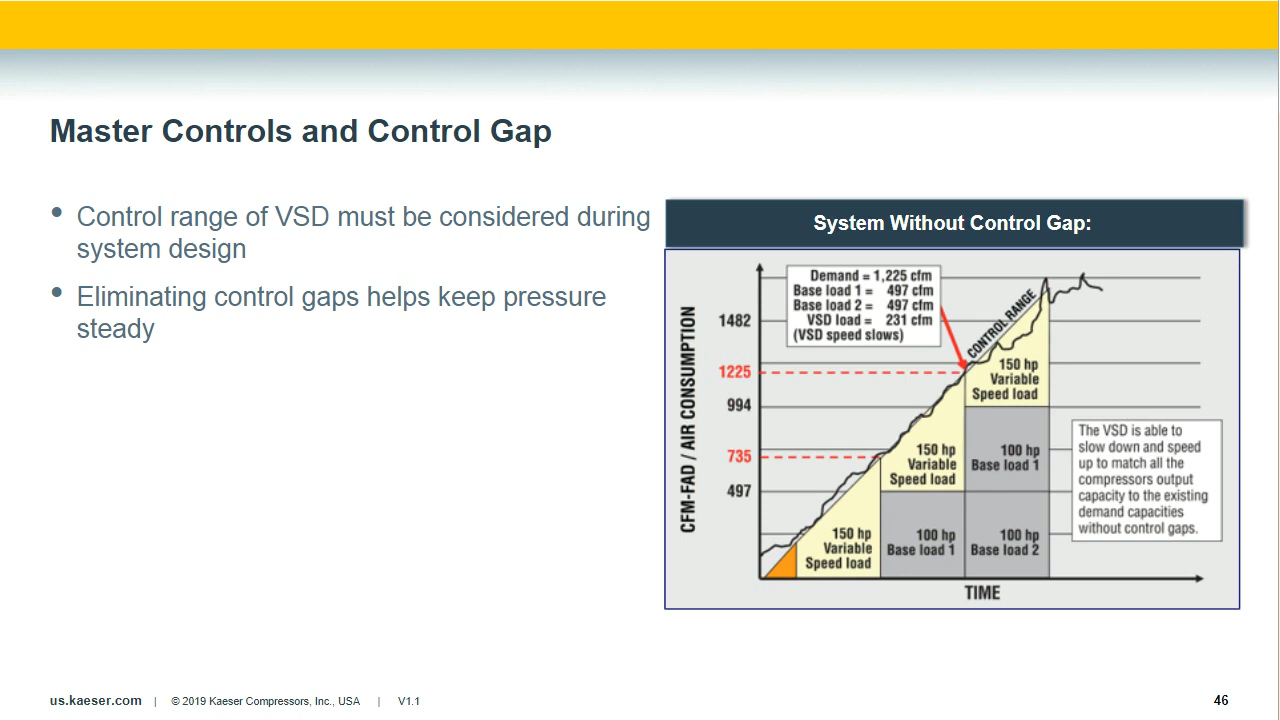 Master Controls and Control Gap
• Control range of VSD must be considered during
system design
• Eliminating control gaps helps keep pressure
steady
System Without Control Gap:
CFM-FAD / AIR CONSUMPTION
1482
1225
994
735
497
Demand = 1,225 cfm
Base load 1 = 497 cfm
Base load 2 = 497 cfm
VSD load = 231 cfm
(VSD speed slows)
CONTROL RANGE
150 hp
Variable
Speed load
150 hp
Variable
Speed load
100 hp
Base load 1
150 hp
Variable
Speed load
100 hp
Base load 1
100 hp
Base load 2
The VSD is able to
slow down and speed
up to match all the
compressors output
capacity to the existing
demand capacities
without control gaps.
TIME
us.kaeser.com | © 2019 Kaeser Compressors, Inc., USA | V1.1
46